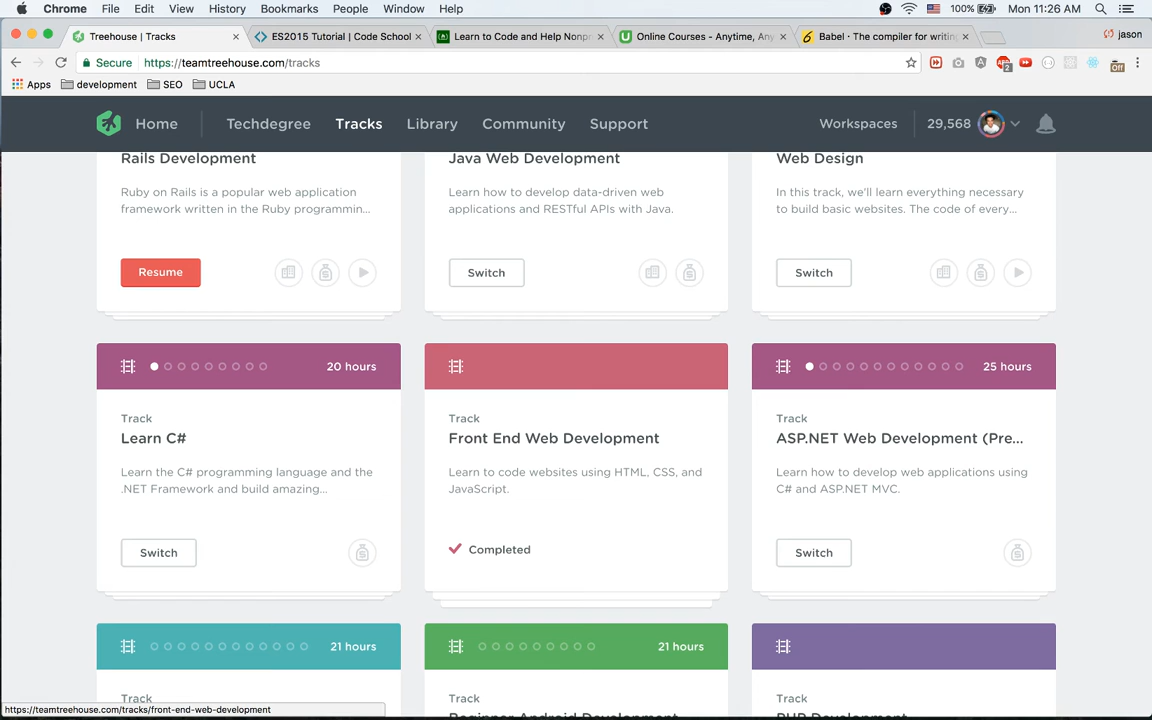 Chrome File Edit View History Bookmarks People Window Help 100% Mon 11:26 AM
Treehouse | Tracks ES2015 Tutorial | Code School Learn to Code and Help Nonp Online Courses - Anytime, Any Babel · The compiler for writin jason
Secure https://teamtreehouse.com/tracks 2 Off
Apps development SEO UCLA
Home Techdegree Tracks Library Community Support Workspaces 29,568
Rails Development
Ruby on Rails is a popular web application
framework written in the Ruby programmin...
Resume
Java Web Development
Learn how to develop data-driven web
applications and RESTful APIs with Java.
Switch
Web Design
In this track, we'll learn everything necessary
to build basic websites. The code of every...
Switch
20 hours
Track
Learn C#
Learn the C# programming language and the
.NET Framework and build amazing...
Switch
Track
Front End Web Development
Learn to code websites using HTML, CSS, and
JavaScript.
Completed
25 hours
Track
ASP.NET Web Development (Pre...
Learn how to develop web applications using
C# and ASP.NET MVC.
Switch
21 hours
Track
21 hours
Track
Beginner Android Development
Track
PHP Development
https://teamtreehouse.com/tracks/front-end-web-development